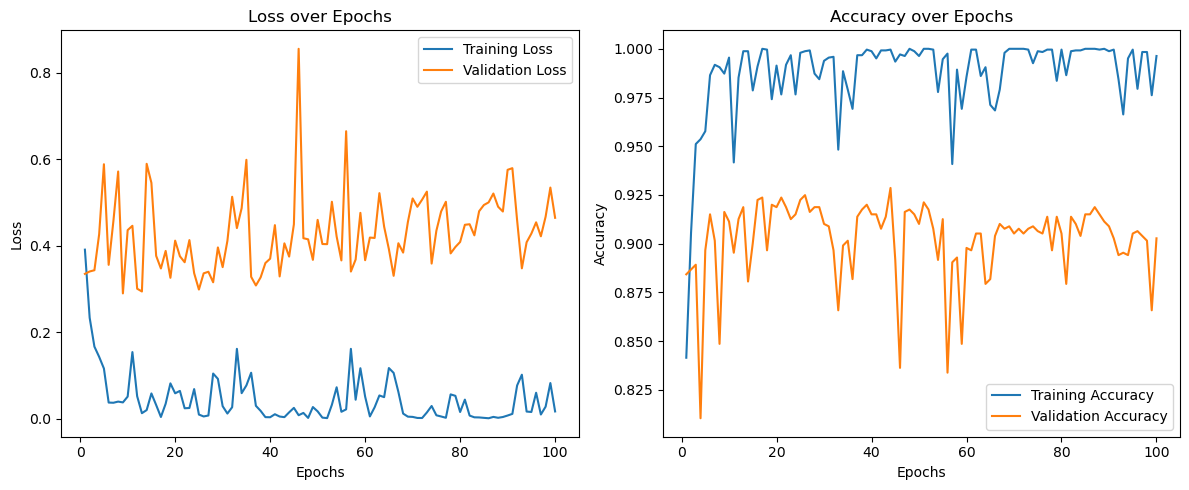 Loss over Epochs
Training Loss
Validation Loss
0.8
0.6
0.4
0.2
0.0
Loss
0
20
40
60
80
100
Epochs
Accuracy over Epochs
1.000
0.975
0.950
0.925
0.900
0.875
0.850
0.825
Accuracy
Training Accuracy
Validation Accuracy
0
20
40
60
80
100
Epochs